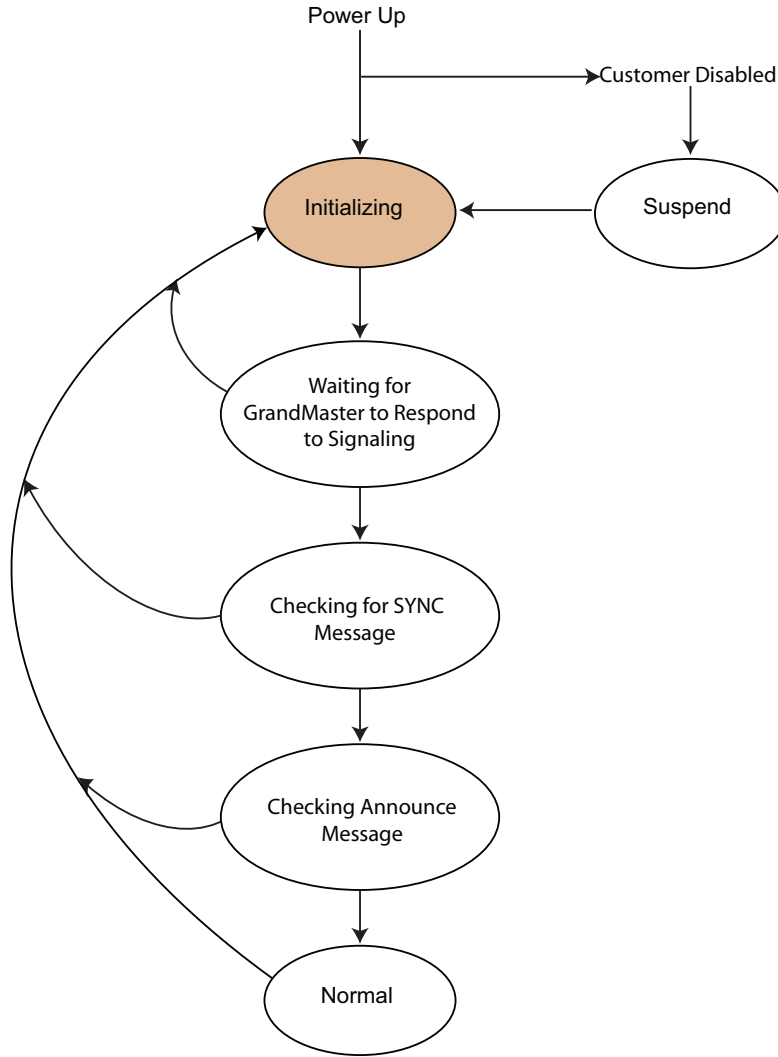 Power Up
Customer Disabled
Initializing
Suspend
Waiting for
GrandMaster to Respond
to Signaling
Checking for SYNC
Message
Checking Announce
Message
Normal